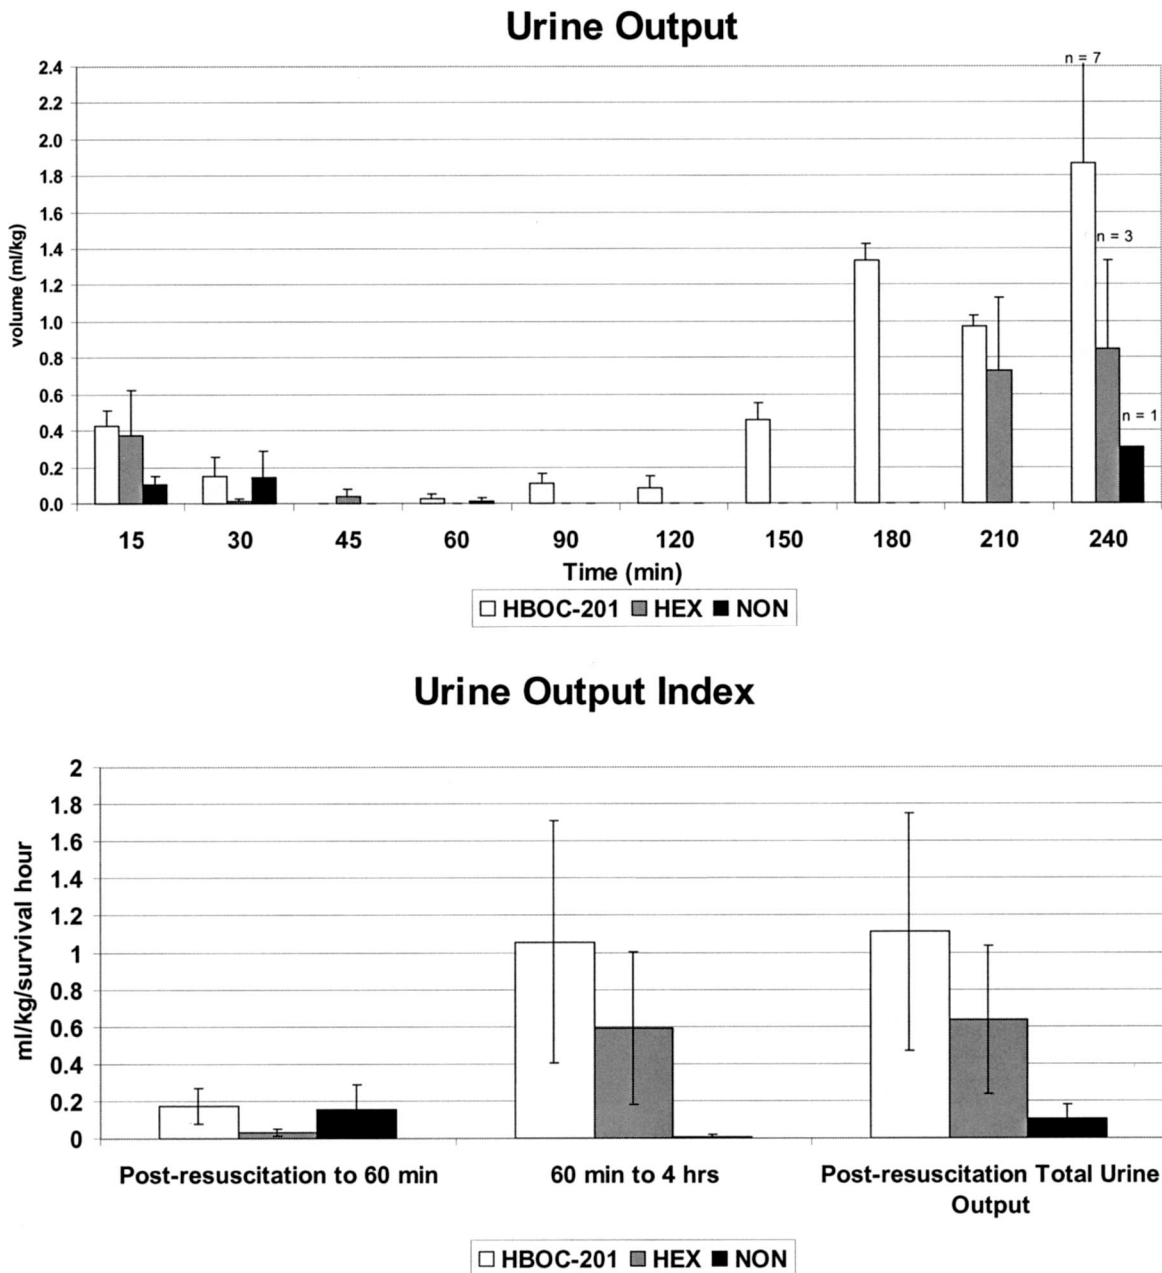 Urine Output
volume (ml/kg)
2.4
2.2
2.0
1.8
1.6
1.4
1.2
1.0
0.8
0.6
0.4
0.2
0.0
n = 7
n = 3
n = 1
15 30 45 60 90 120 150 180 210 240
Time (min)
HBOC-201 HEX NON
Urine Output Index
ml/kg/survival hour
2
1.8
1.6
1.4
1.2
1
0.8
0.6
0.4
0.2
0
Post-resuscitation to 60 min 60 min to 4 hrs Post-resuscitation Total Urine
Output
HBOC-201 HEX NON